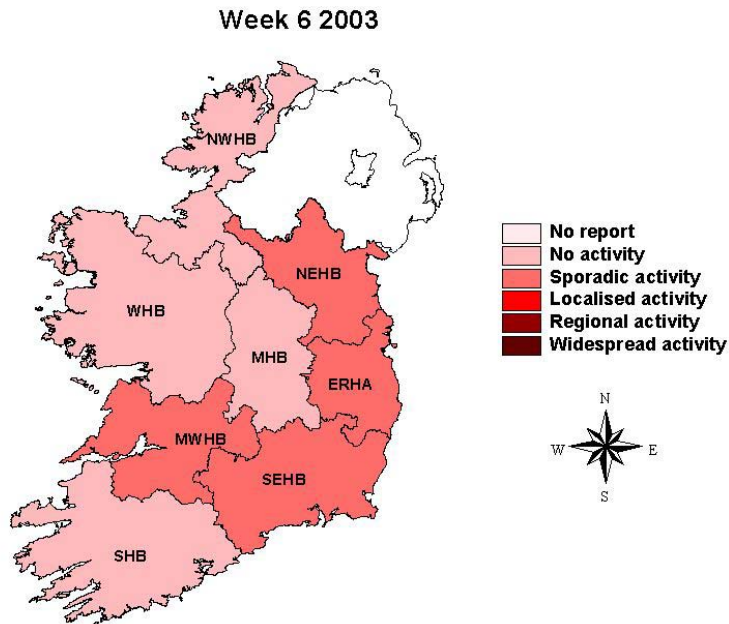 Week 6 2003
NWHB
NEHB
WHB
MHB
ERHA
MWHB
SEHB
SHB
No report
No activity
Sporadic activity
Localised activity
Regional activity
Widespread activity
N
W E
S